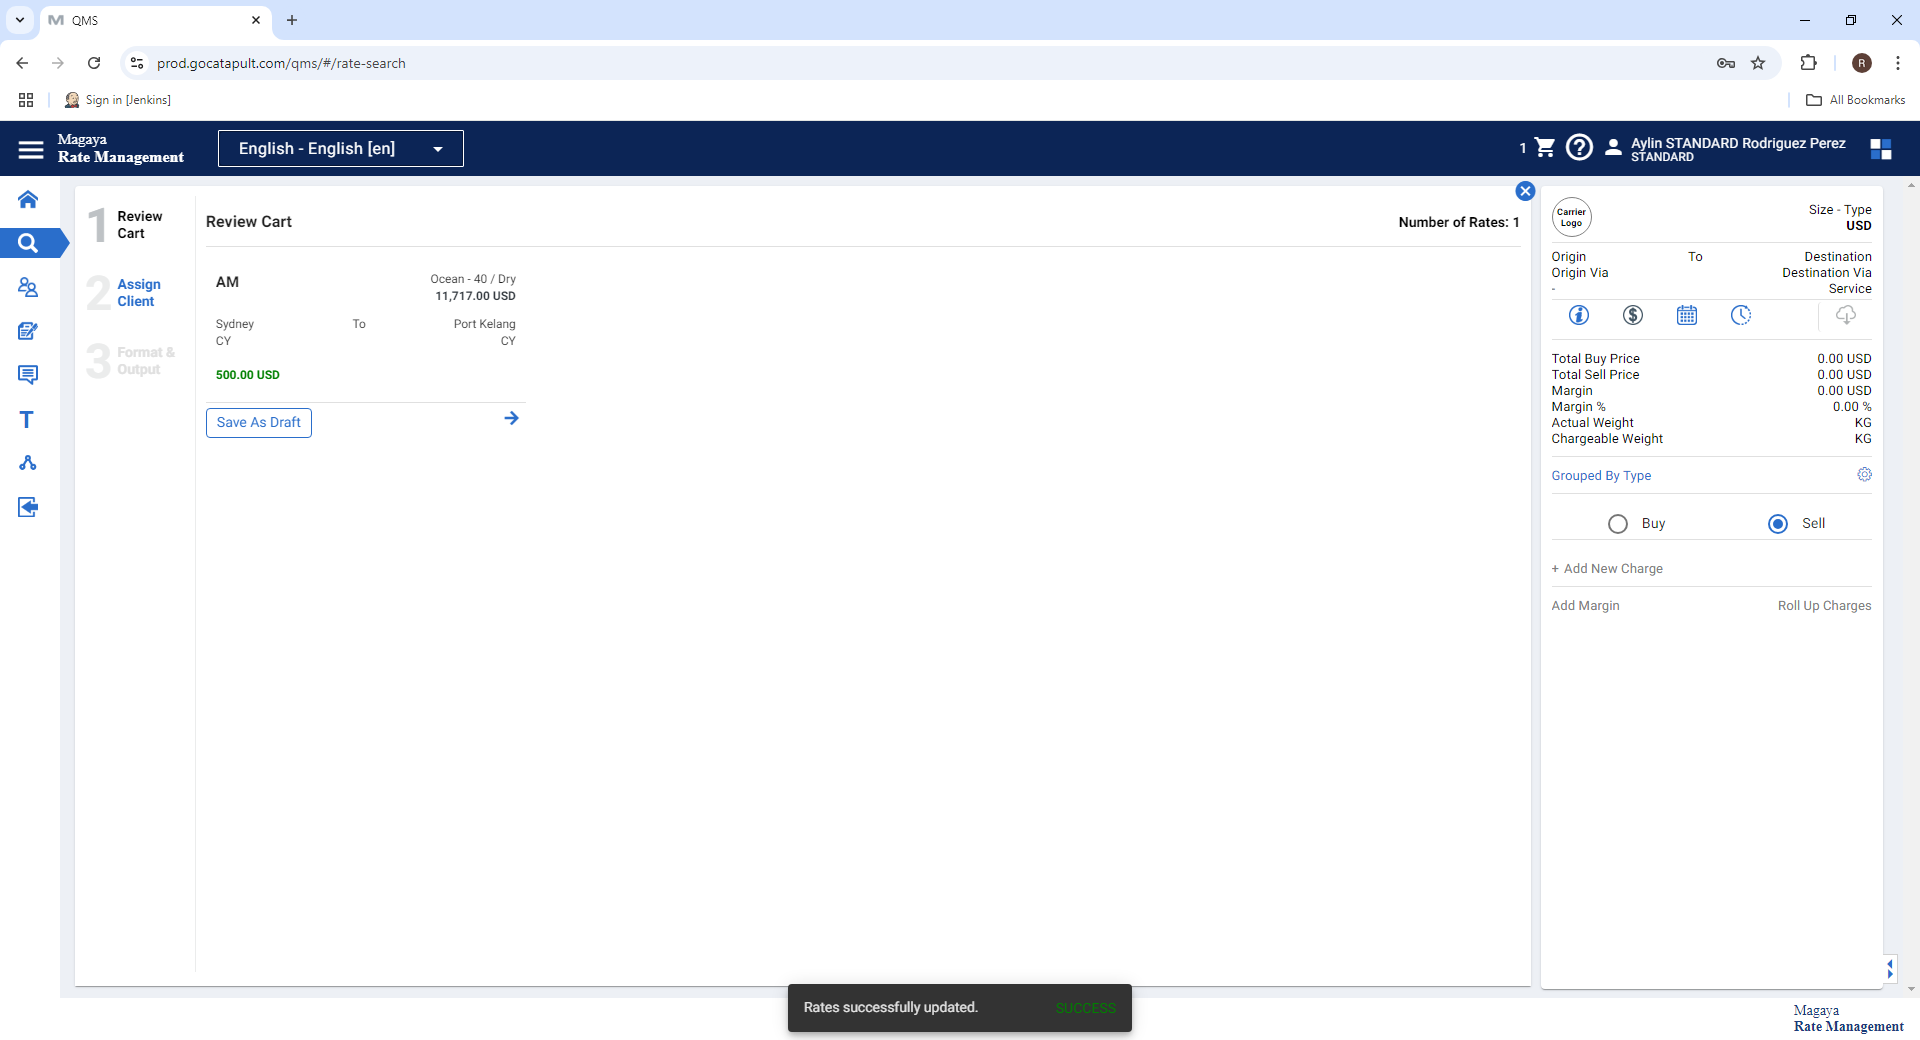 QMS
prod.gocatapult.com/qms/#/rate-search
R
Sign in [Jenkins]
All Bookmarks
Magaya
Rate Management
English - English [en]
1
?
Aylin STANDARD Rodriguez Perez
STANDARD
1 Review Cart
2 Assign Client
3 Format & Output
T
Review Cart
Number of Rates: 1
AM
Ocean - 40 / Dry
11,717.00 USD
Sydney To Port Kelang
CY CY
500.00 USD
Save As Draft
Carrier Logo
Size - Type
USD
Origin To Destination
Origin Via Destination Via
- Service
Total Buy Price 0.00 USD
Total Sell Price 0.00 USD
Margin 0.00 USD
Margin % 0.00 %
Actual Weight KG
Chargeable Weight KG
Grouped By Type
Buy Sell
+ Add New Charge
Add Margin Roll Up Charges
Rates successfully updated. SUCCESS
Magaya
Rate Management